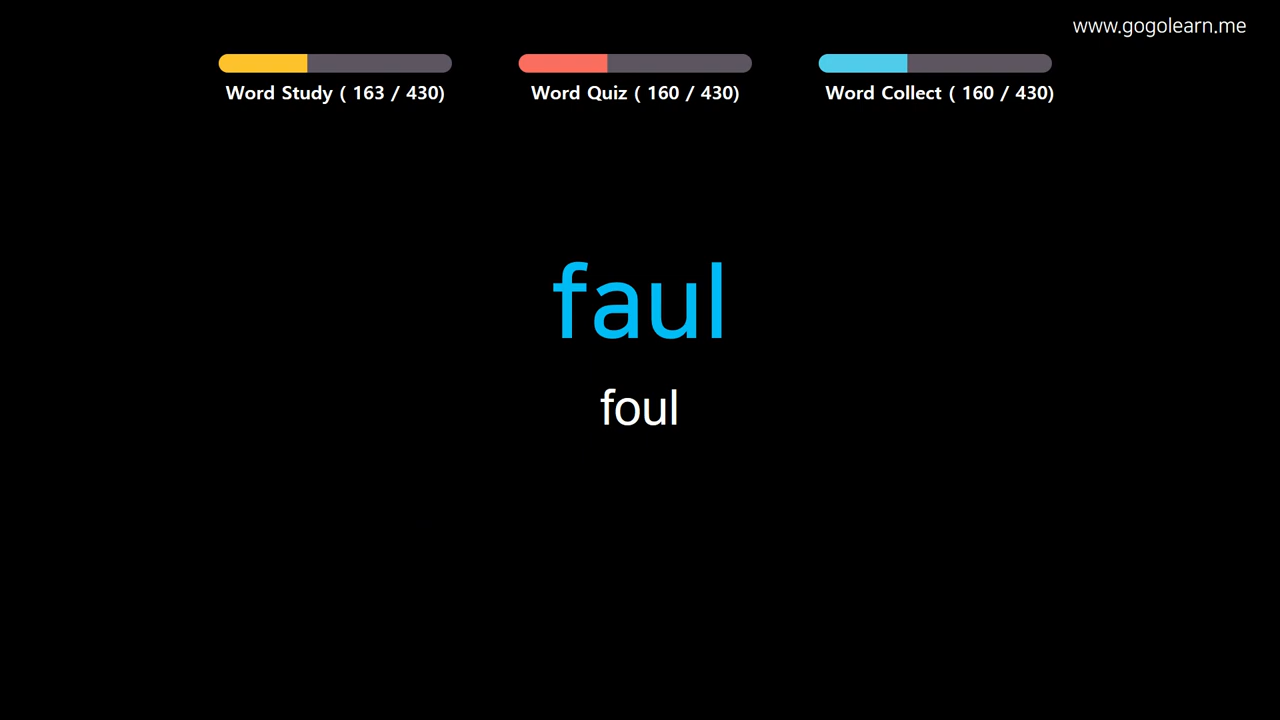 www.gogolearn.me
Word Study ( 163 / 430)
Word Quiz ( 160 / 430)
Word Collect ( 160 / 430)
faul
foul